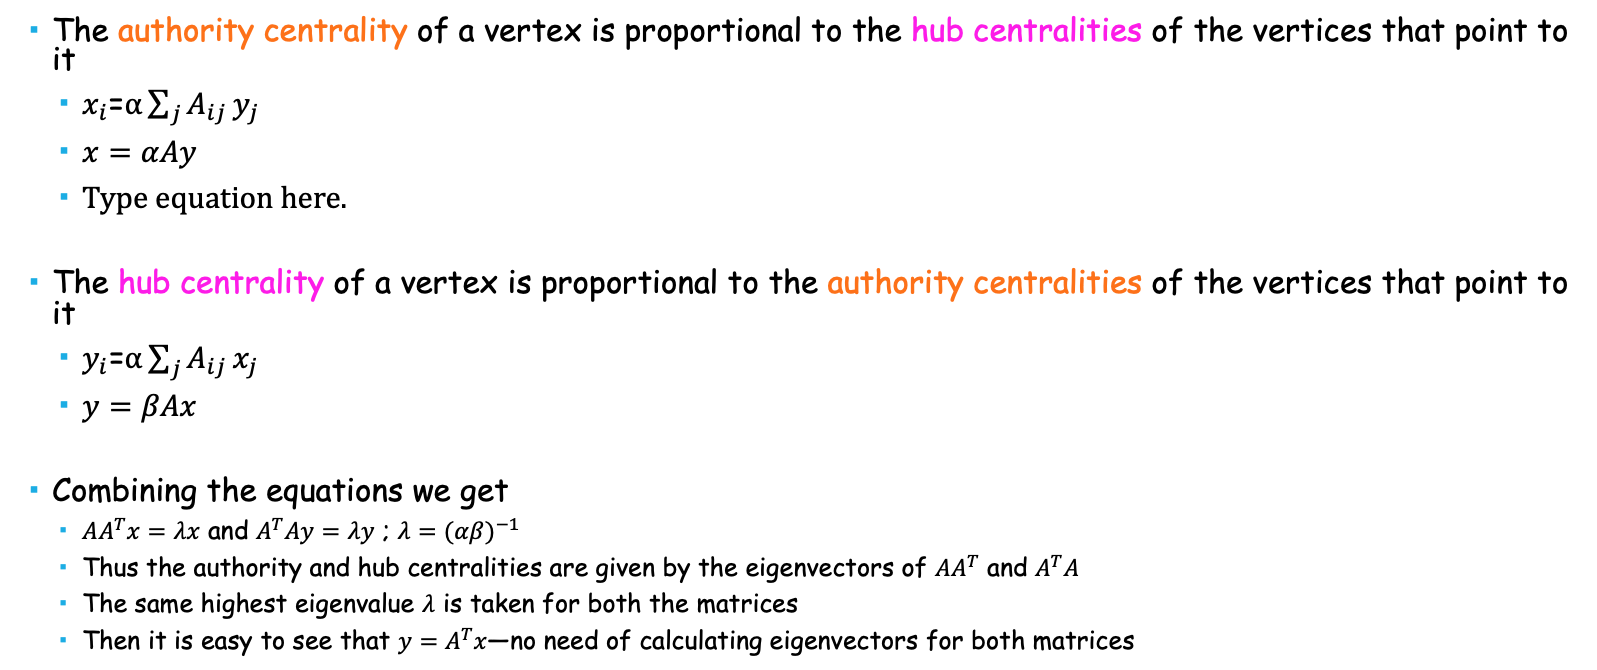 ▪ The authority centrality of a vertex is proportional to the hub centralities of the vertices that point to
it
▪ xᵢ=α∑ⱼ Aᵢⱼ yⱼ
▪ x = αAy
▪ Type equation here.
▪ The hub centrality of a vertex is proportional to the authority centralities of the vertices that point to
it
▪ yᵢ=α∑ⱼ Aᵢⱼ xⱼ
▪ y = βAx
▪ Combining the equations we get
▪ AAᵀx = λx and AᵀAy = λy ; λ = (αβ)⁻¹
▪ Thus the authority and hub centralities are given by the eigenvectors of AAᵀ and AᵀA
▪ The same highest eigenvalue λ is taken for both the matrices
▪ Then it is easy to see that y = Aᵀx—no need of calculating eigenvectors for both matrices